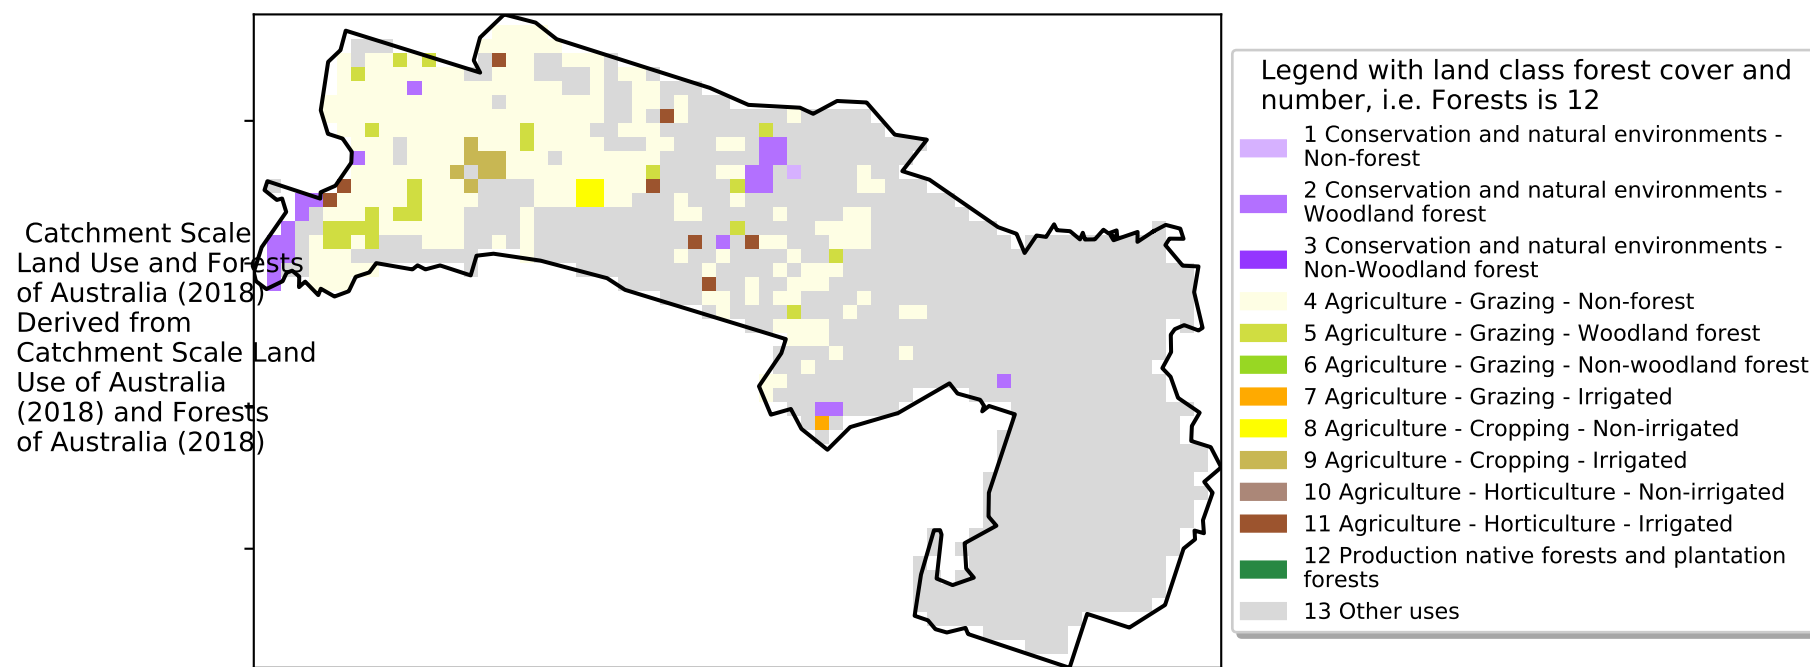 Catchment Scale
Land Use and Forests
of Australia (2018)
Derived from
Catchment Scale Land
Use of Australia
(2018) and Forests
of Australia (2018)
Legend with land class forest cover and
number, i.e. Forests is 12
1 Conservation and natural environments -
Non-forest
2 Conservation and natural environments -
Woodland forest
3 Conservation and natural environments -
Non-Woodland forest
4 Agriculture - Grazing - Non-forest
5 Agriculture - Grazing - Woodland forest
6 Agriculture - Grazing - Non-woodland forest
7 Agriculture - Grazing - Irrigated
8 Agriculture - Cropping - Non-irrigated
9 Agriculture - Cropping - Irrigated
10 Agriculture - Horticulture - Non-irrigated
11 Agriculture - Horticulture - Irrigated
12 Production native forests and plantation
forests
13 Other uses